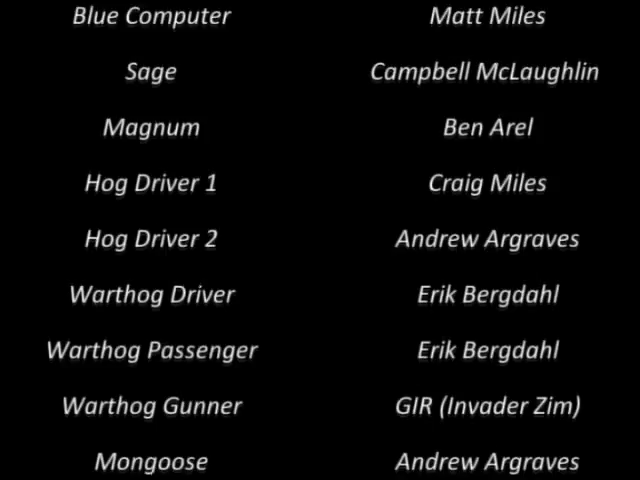 Blue Computer Matt Miles
Sage Campbell McLaughlin
Magnum Ben Arel
Hog Driver 1 Craig Miles
Hog Driver 2 Andrew Argraves
Warthog Driver Erik Bergdahl
Warthog Passenger Erik Bergdahl
Warthog Gunner GIR (Invader Zim)
Mongoose Andrew Argraves